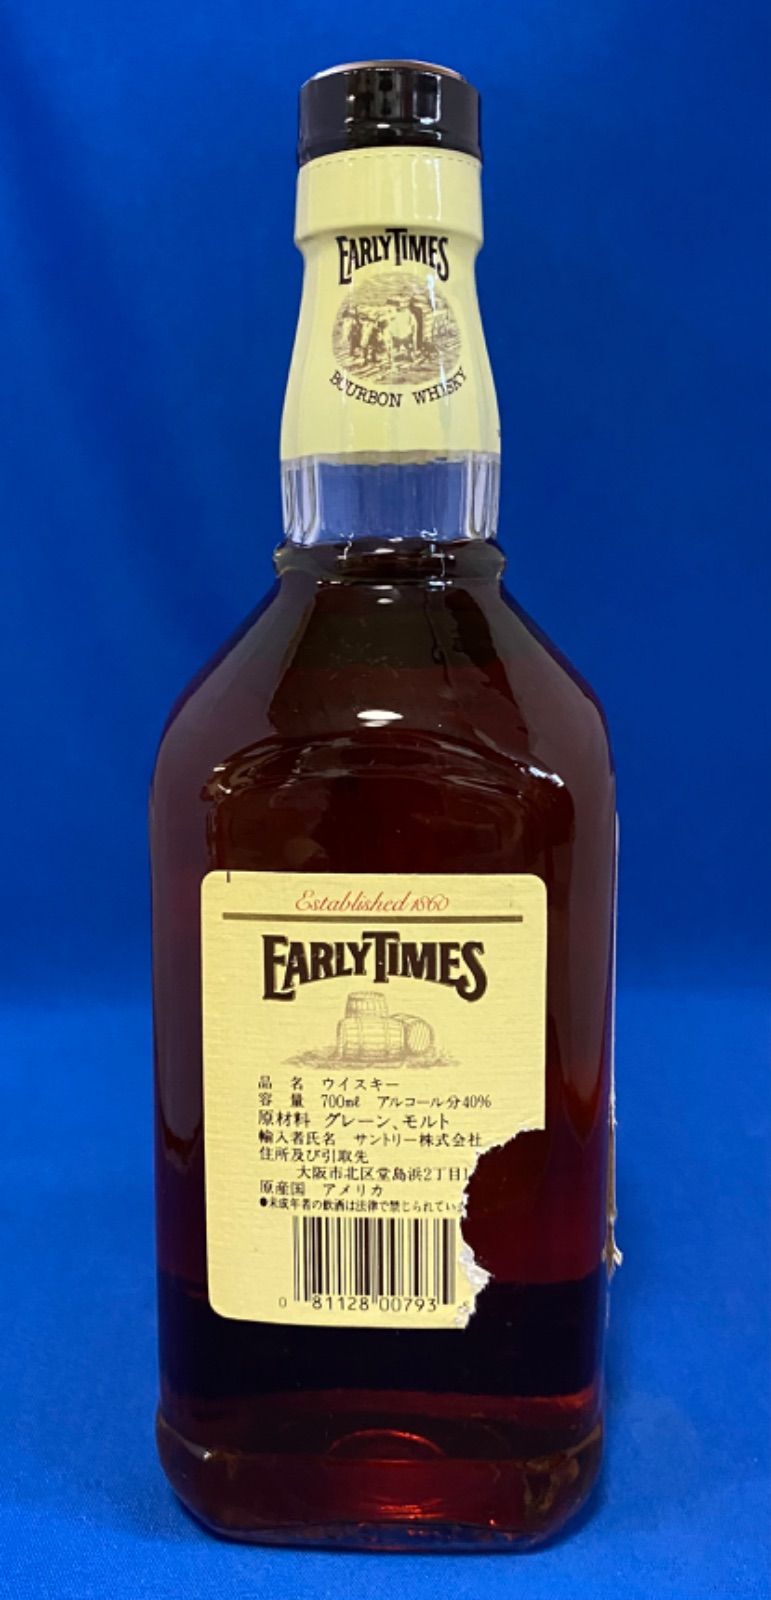 EARLY TIMES
BOURBON WHISKY
Established 1860
EARLY TIMES
品 名 ウイスキー
容 量 700mℓ アルコール分40%
原材料 グレーン、モルト
輸入者氏名 サントリー株式会社
住所及び引取先
大阪市北区堂島浜2丁目1
原産国 アメリカ
●未成年者の飲酒は法律で禁じられてい
0 81128 00793